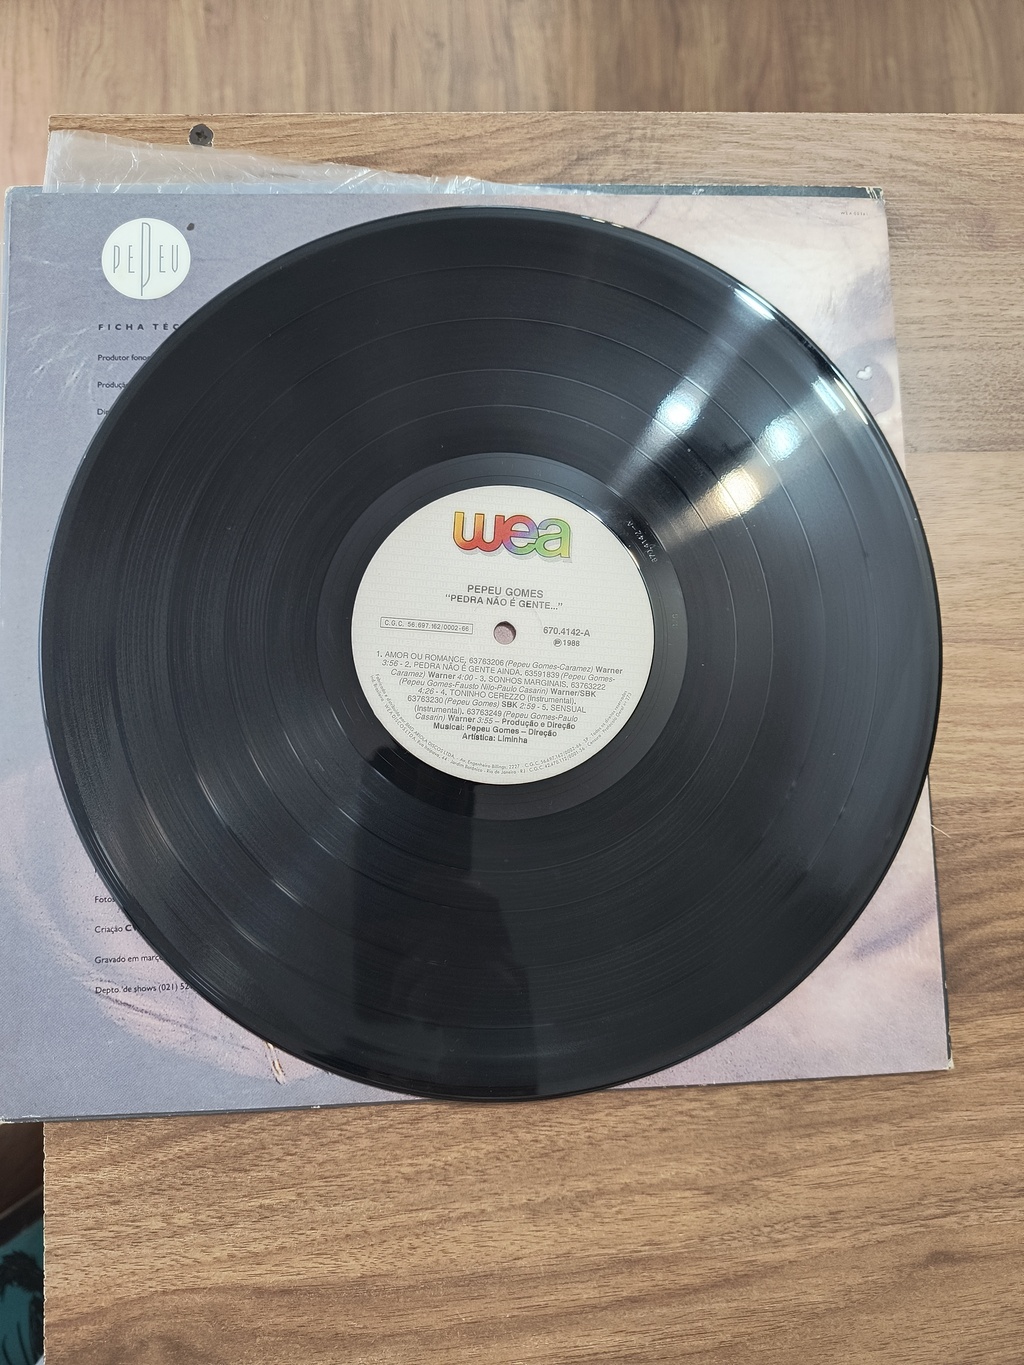 PEPEU
FICHA TÉC
Produtor fono
Produçã
Di
wea
PEPEU GOMES
"PEDRA NÃO É GENTE..."
C.G.C. 56.697.162/0002-66
670.4142-A
℗ 1988
1. AMOR OU ROMANCE, 63763206 (Pepeu Gomes-Caramez) Warner
3:56 - 2. PEDRA NÃO É GENTE AINDA, 63591839 (Pepeu Gomes-
Caramez) Warner 4:00 - 3. SONHOS MARGINAIS, 63763222
(Pepeu Gomes-Fausto Nilo-Paulo Casarin) Warner/SBK
4:26 - 4. TONINHO CEREZZO (Instrumental),
63763230 (Pepeu Gomes) SBK 2:59 - 5. SENSUAL
(Instrumental), 63763249 (Pepeu Gomes-Paulo
Casarin) Warner 3:55 – Produção e Direção
Musical: Pepeu Gomes – Direção
Artística: Liminha
Fotos
Criação CV
Gravado em març
Depto. de shows (021) 52